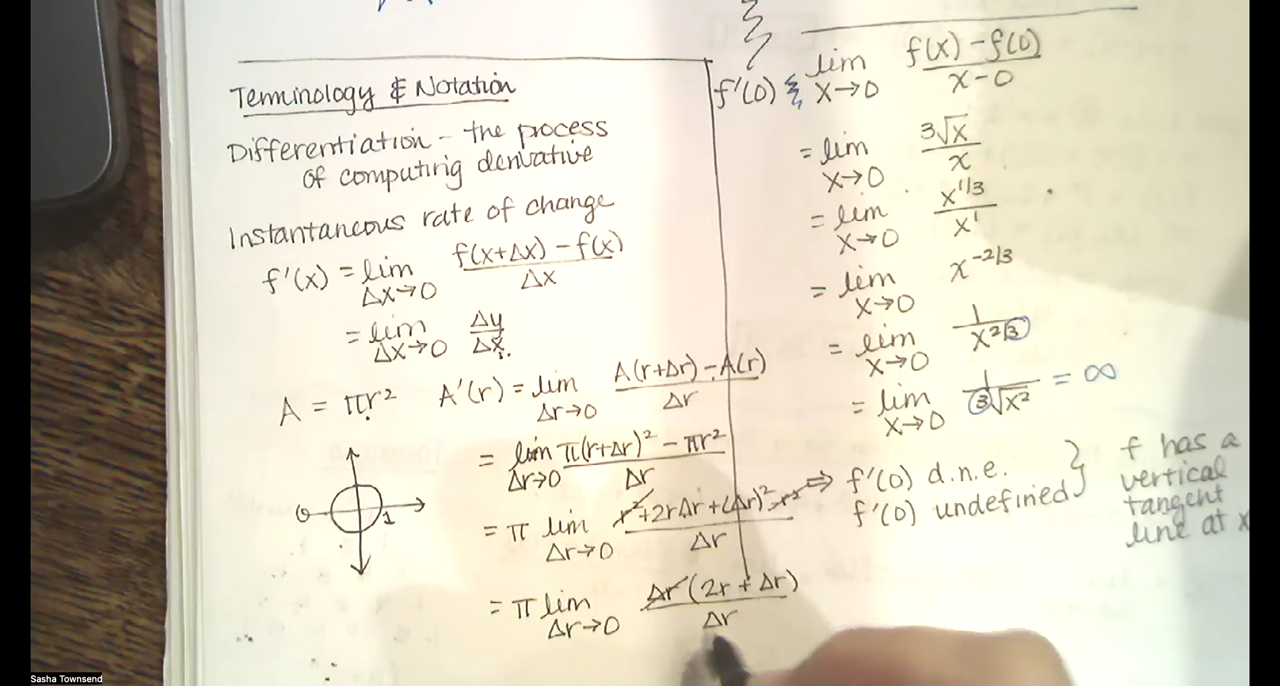 Terminology & Notation
Differentiation - the process
of computing derivative
Instantaneous rate of change
f'(x) = lim Δx→0 f(x+Δx) - f(x) / Δx
= lim Δx→0 Δy / Δx.
A = πr² A'(r) = lim Δr→0 A(r+Δr) - A(r) / Δr
= lim Δr→0 π(r+Δr)² - πr² / Δr
1
= π lim Δr→0 r²+2rΔr+(Δr)²-r² / Δr
= π lim Δr→0 Δr(2r+Δr) / Δr
f'(0) lim x→0 f(x) - f(0) / x - 0
= lim x→0 ³√x / x
= lim x→0 x^1/3 / x^1
= lim x→0 x^-2/3
= lim x→0 1 / x^2/3
= lim x→0 1 / ³√x² = ∞
⇒ f'(0) d.n.e.
f'(0) undefined
f has a
vertical
tangent
line at x
Sasha Townsend